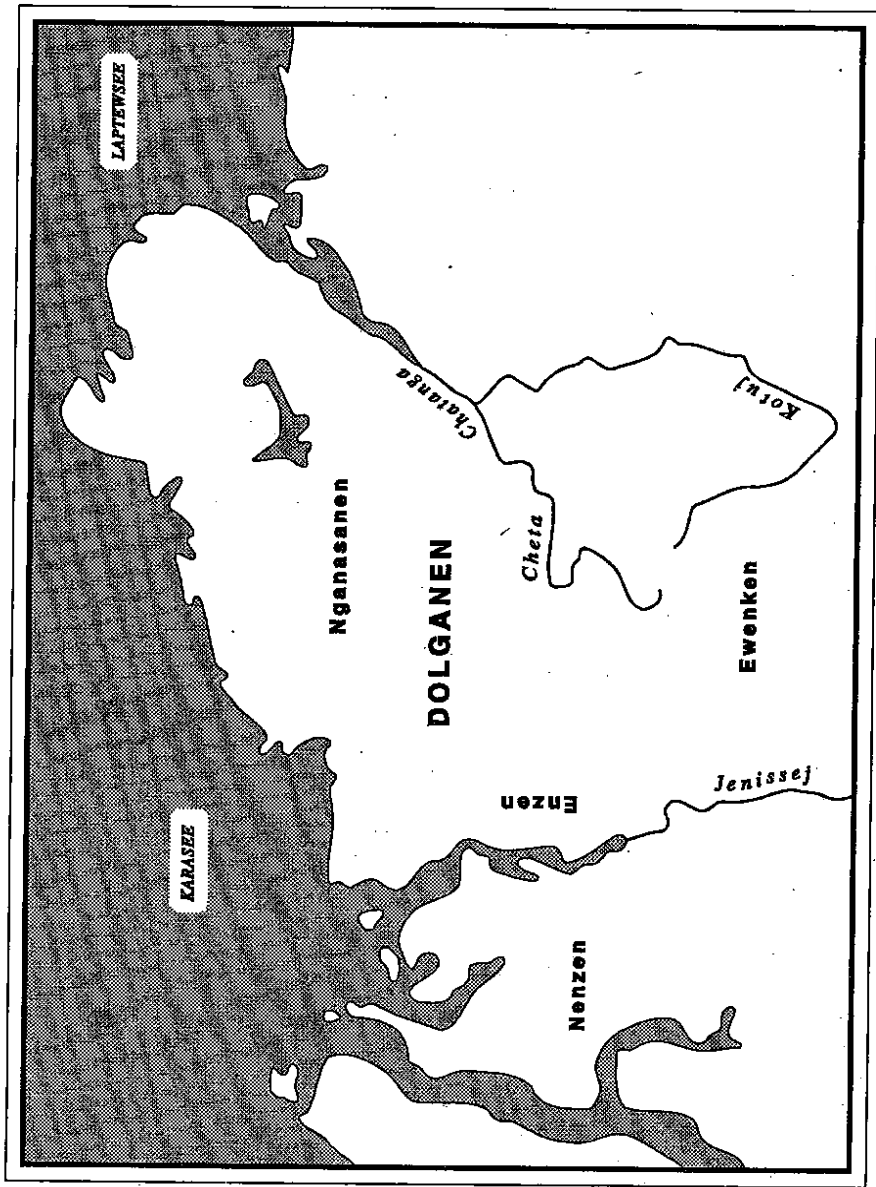 LAPTEWSEE
KARASEE
Nganasanen
Chatanga
DOLGANEN
Cheta
Kotuj
Enzen
Ewenken
Nenzen
Jenissej